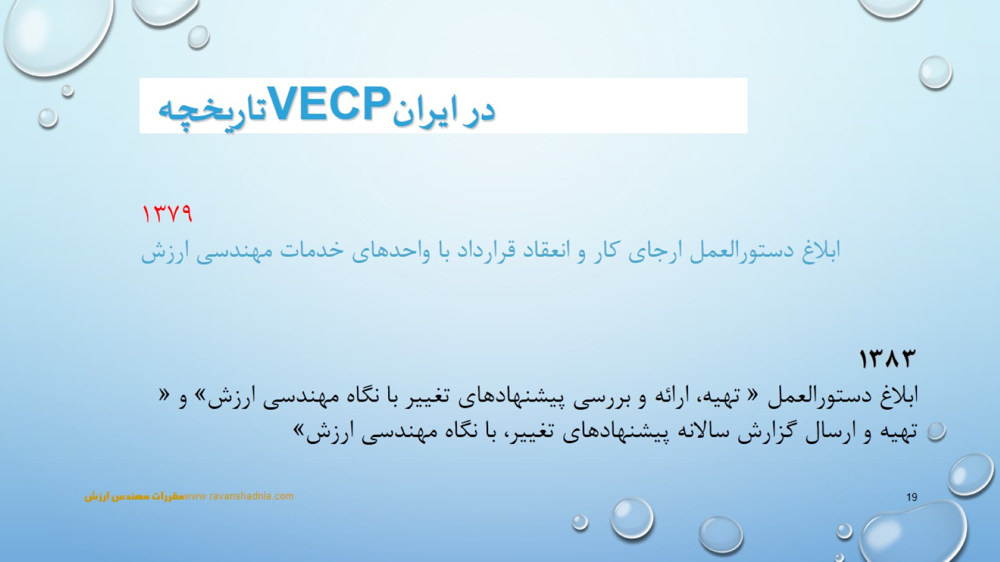 تاریخچه VECP در ایران
۱۳۷۹
ابلاغ دستورالعمل ارجای کار و انعقاد قرارداد با واحدهای خدمات مهندسی ارزش
۱۳۸۳
ابلاغ دستورالعمل « تهیه، ارائه و بررسی پیشنهادهای تغییر با نگاه مهندسی ارزش» و «
تهیه و ارسال گزارش سالانه پیشنهادهای تغییر، با نگاه مهندسی ارزش»
مقررات مهندس ارزش www.ravanshadnia.com
19